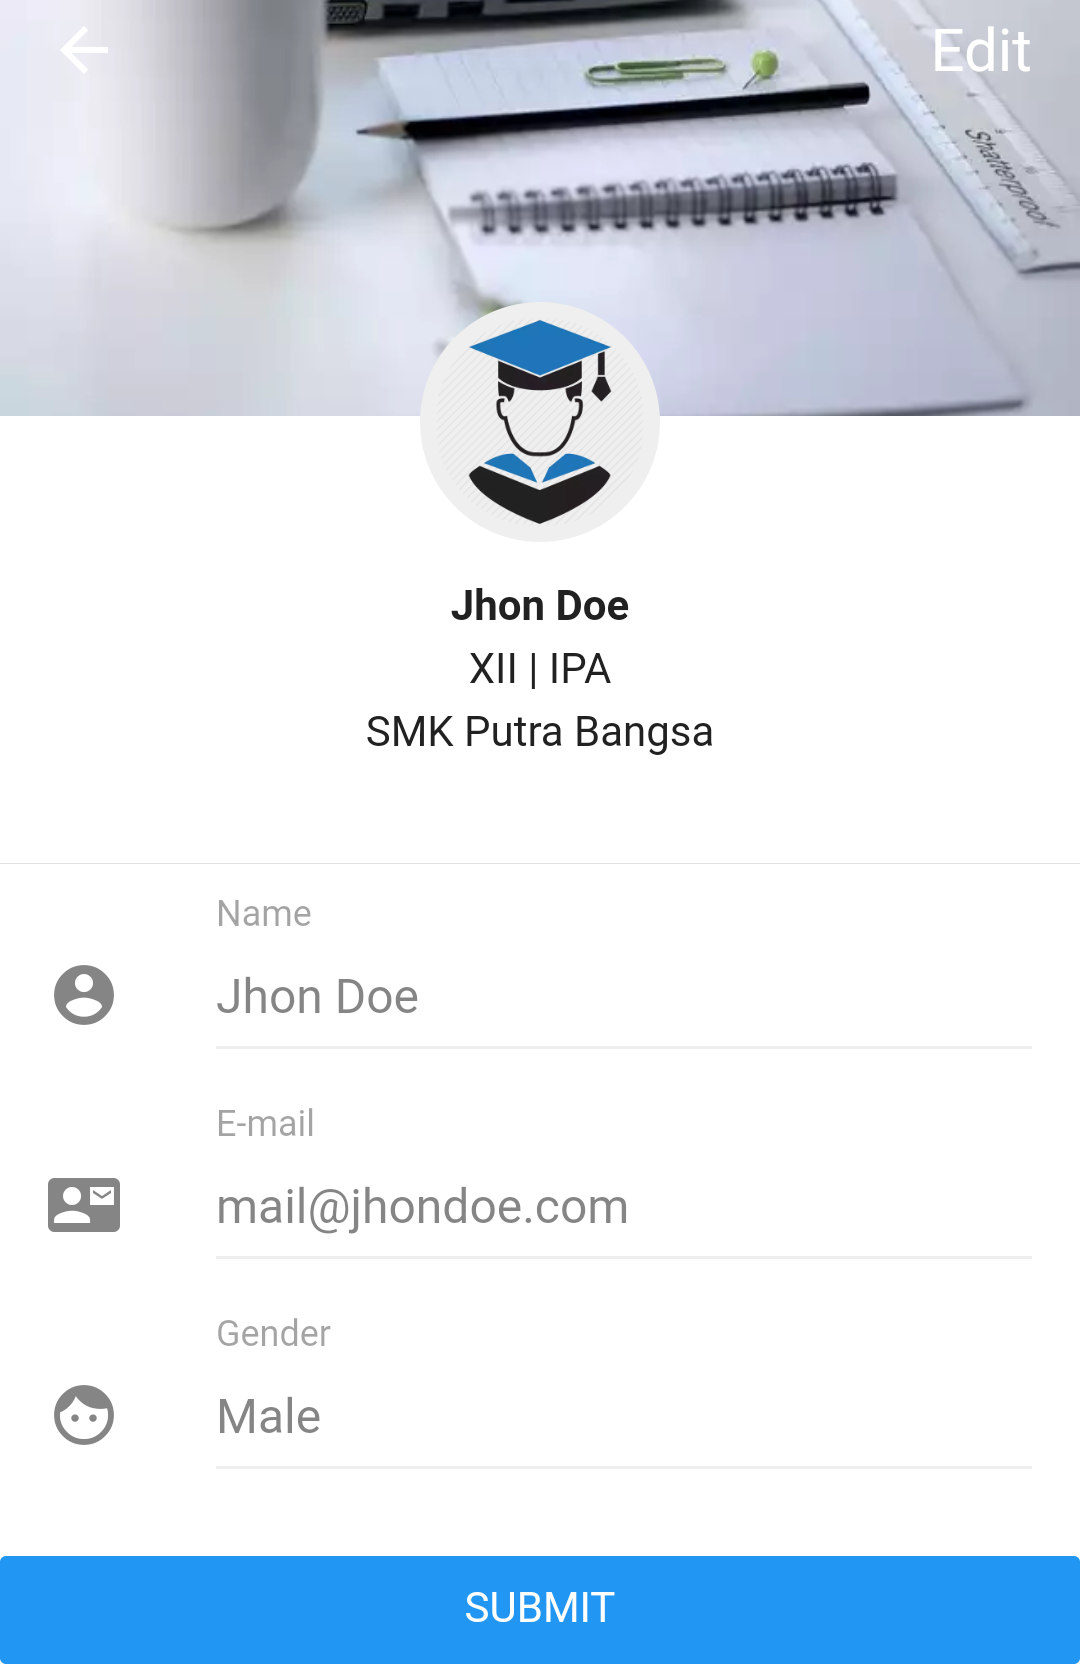 Edit
Shatterproof
Jhon Doe
XII | IPA
SMK Putra Bangsa
Name
Jhon Doe
E-mail
mail@jhondoe.com
Gender
Male
SUBMIT